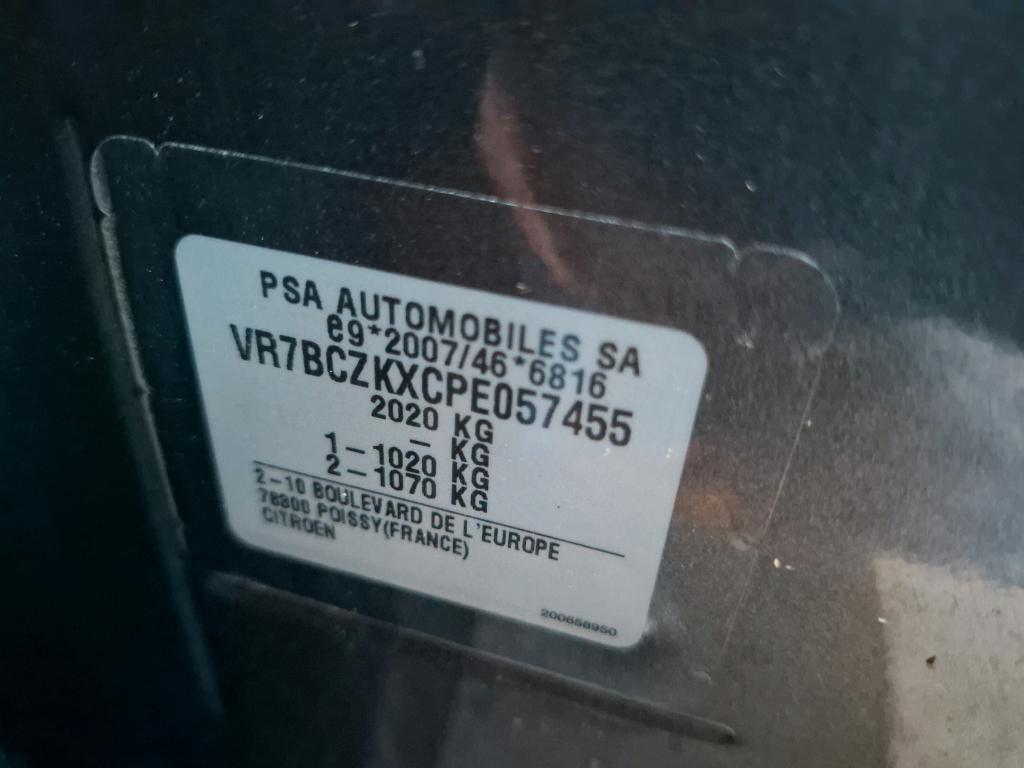 PSA AUTOMOBILES SA
e9*2007/46*6816
VR7BCZKXCPE057455
2020 KG
– KG
1–1020 KG
2–1070 KG
2–10 BOULEVARD DE L'EUROPE
78300 POISSY(FRANCE)
CITROEN
200658950